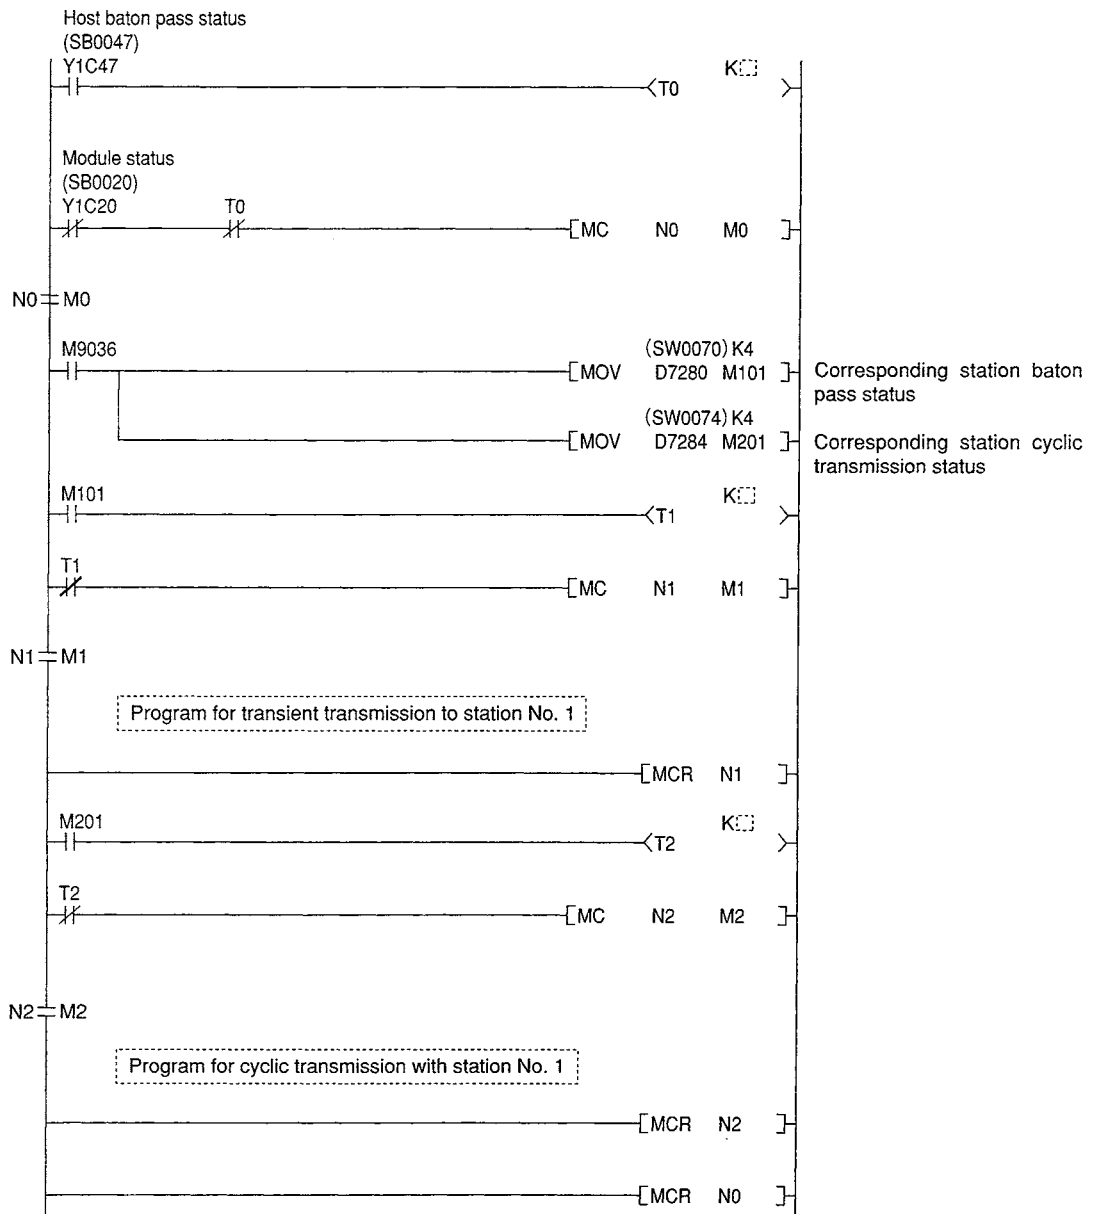 Host baton pass status
(SB0047)
Y1C47
K
T0
Module status
(SB0020)
Y1C20 T0
MC N0 M0
N0 M0
M9036
(SW0070) K4
MOV D7280 M101
Corresponding station baton
pass status
(SW0074) K4
MOV D7284 M201
Corresponding station cyclic
transmission status
M101
K
T1
T1
MC N1 M1
N1 M1
Program for transient transmission to station No. 1
MCR N1
M201
K
T2
T2
MC N2 M2
N2 M2
Program for cyclic transmission with station No. 1
MCR N2
MCR N0